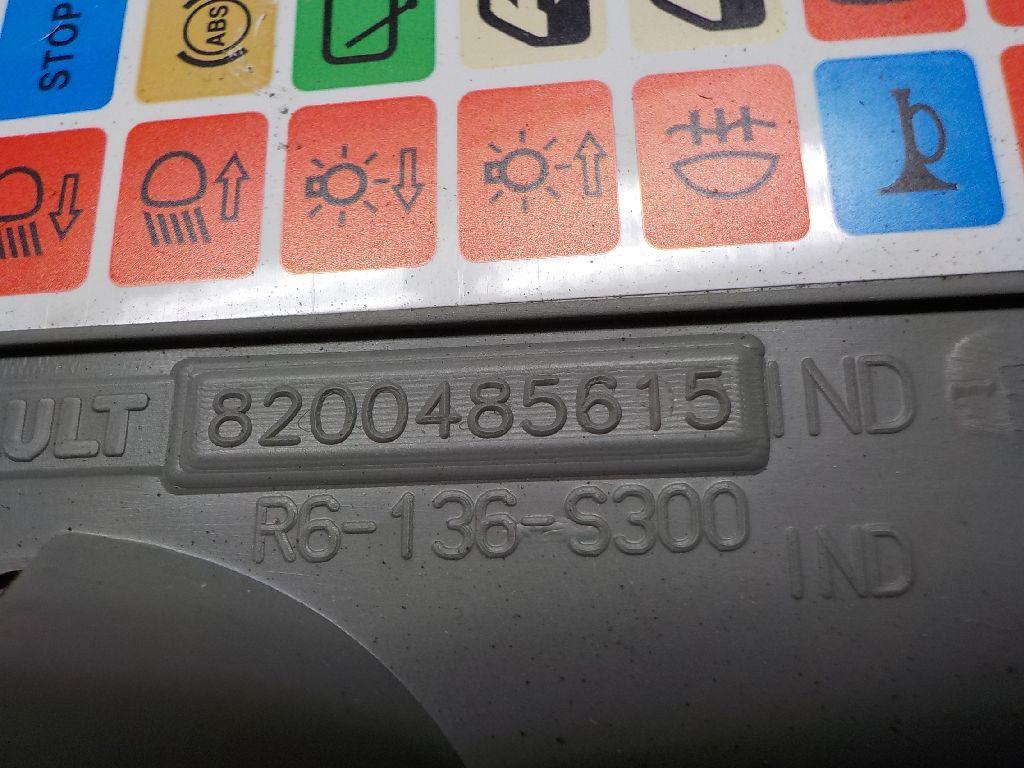 STOP
ABS
ULT 8200485615 IND
R6-136-S300
IND